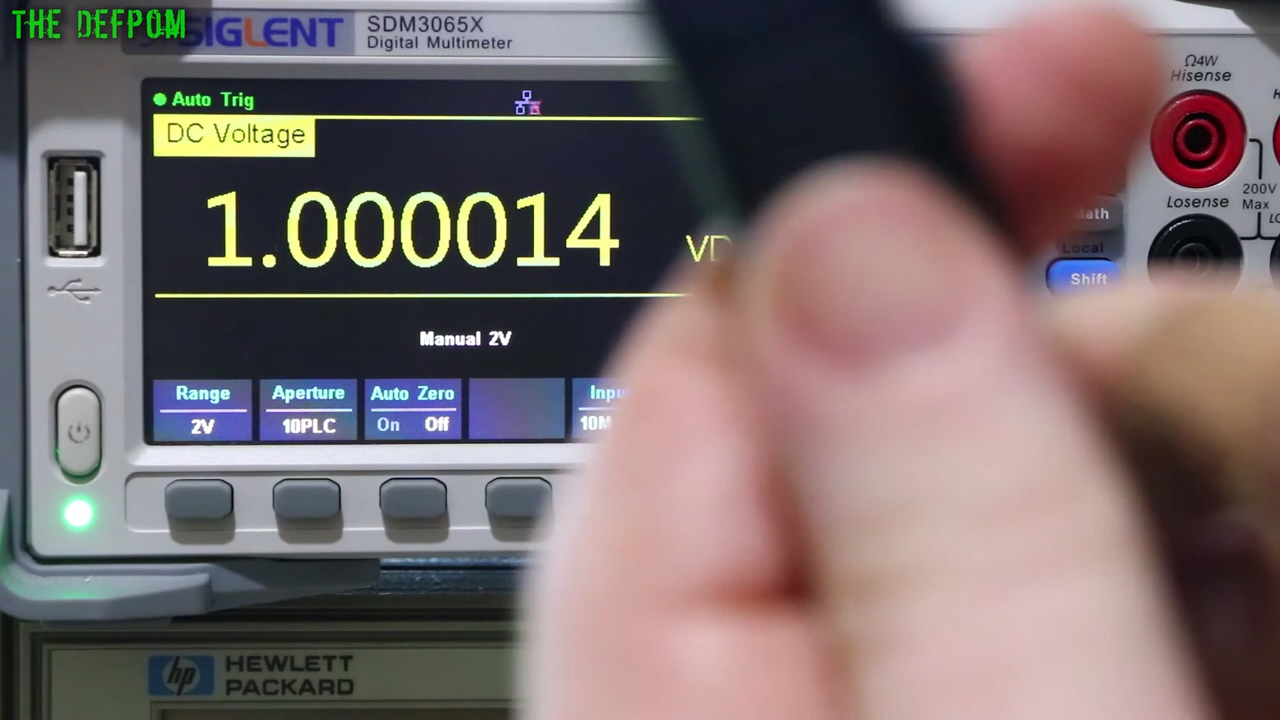 THE DEFPOM
SIGLENT
SDM3065X
Digital Multimeter
Auto Trig
DC Voltage
1.000014
Manual 2V
Range
2V
Aperture
10PLC
Auto Zero
On Off
Ω4W
Hisense
Losense
200V
Max
Local
Shift
hp
HEWLETT
PACKARD